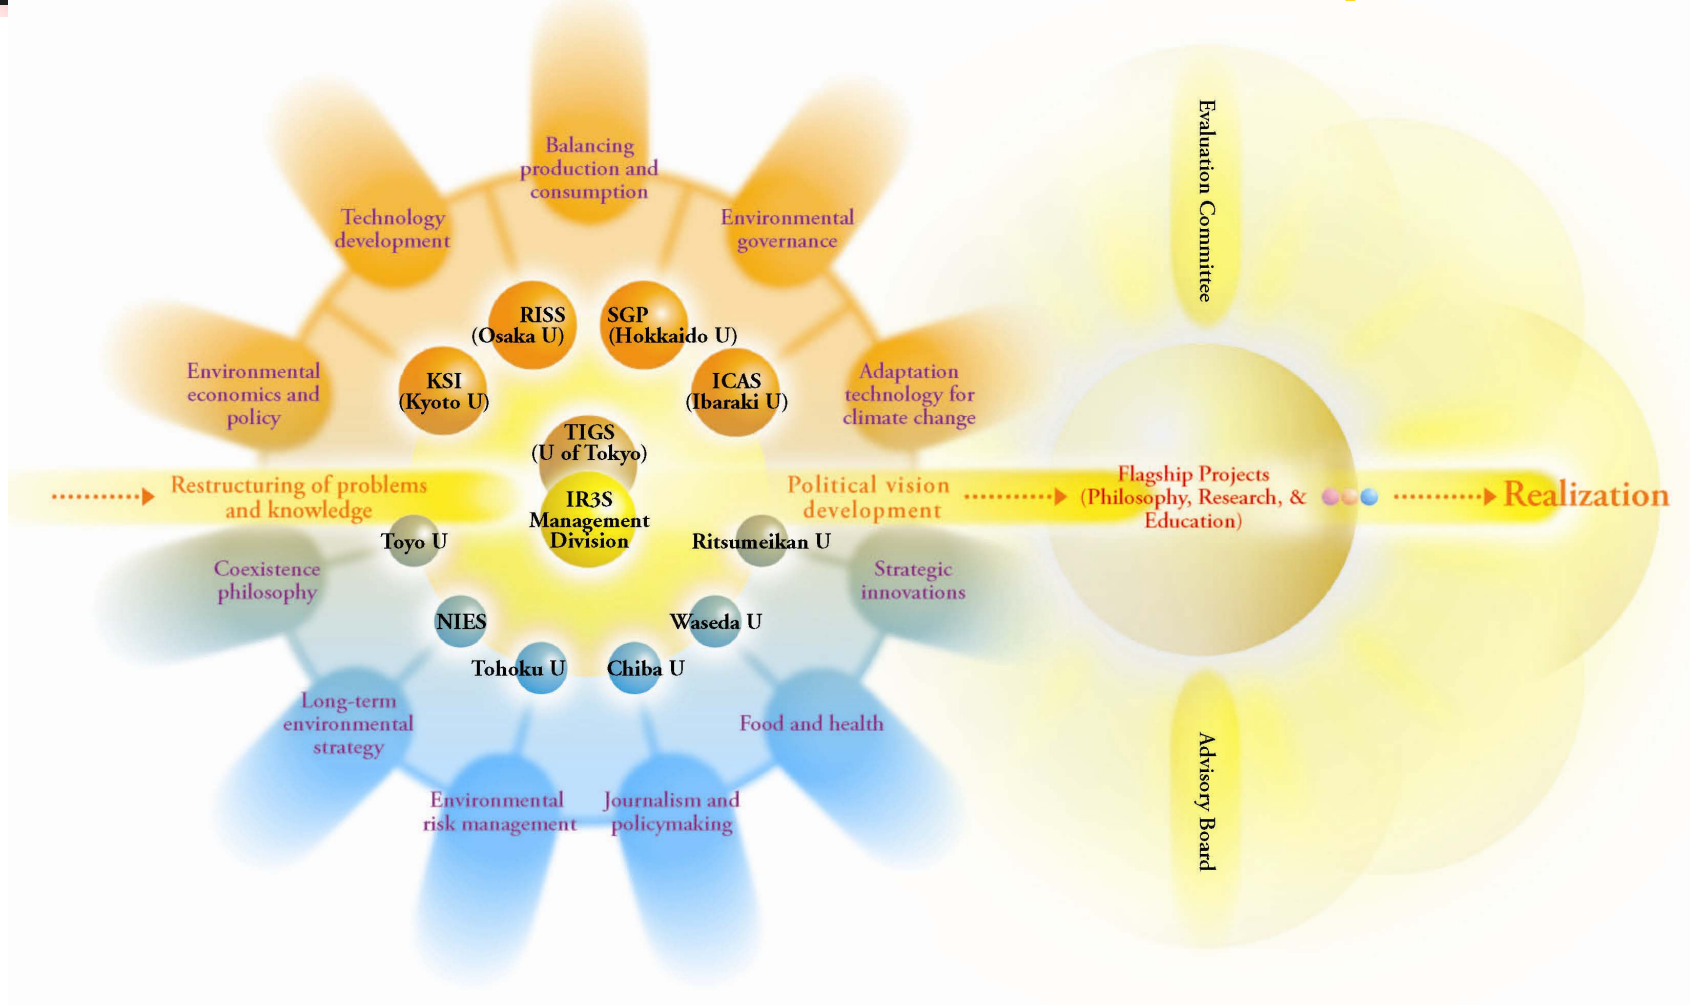 Balancing
production and
consumption
Technology
development
Environmental
governance
Environmental
economics and
policy
Adaptation
technology for
climate change
RISS
(Osaka U)
SGP
(Hokkaido U)
KSI
(Kyoto U)
ICAS
(Ibaraki U)
TIGS
(U of Tokyo)
IR3S
Management
Division
Restructuring of problems
and knowledge
Political vision
development
Flagship Projects
(Philosophy, Research, &
Education)
Realization
Evaluation Committee
Advisory Board
Toyo U
Ritsumeikan U
NIES
Waseda U
Tohoku U
Chiba U
Coexistence
philosophy
Strategic
innovations
Long-term
environmental
strategy
Food and health
Environmental
risk management
Journalism and
policymaking